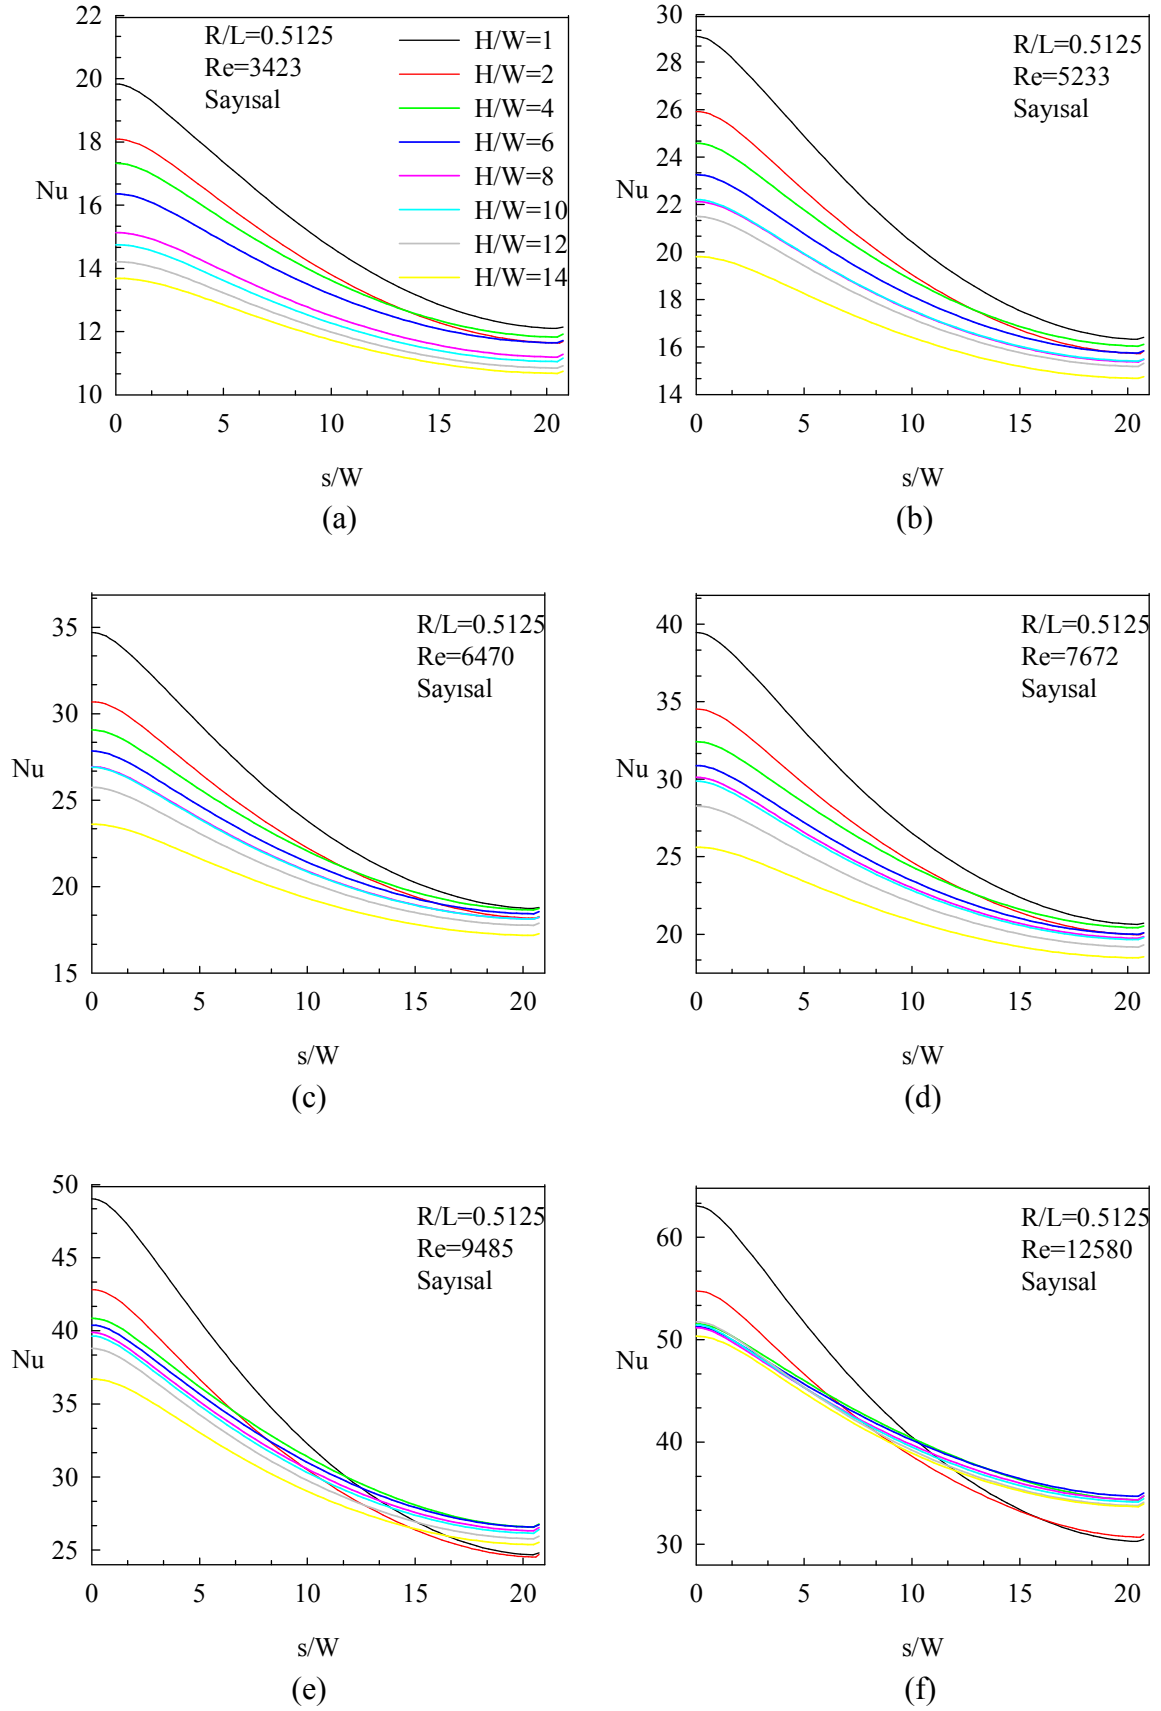 22
20
18
16
14
12
10
Nu
R/L=0.5125
Re=3423
Sayısal
H/W=1
H/W=2
H/W=4
H/W=6
H/W=8
H/W=10
H/W=12
H/W=14
0 5 10 15 20
s/W
(a)
30
28
26
24
22
20
18
16
14
Nu
R/L=0.5125
Re=5233
Sayısal
0 5 10 15 20
s/W
(b)
35
30
25
20
15
Nu
R/L=0.5125
Re=6470
Sayısal
0 5 10 15 20
s/W
(c)
40
35
30
25
20
Nu
R/L=0.5125
Re=7672
Sayısal
0 5 10 15 20
s/W
(d)
50
45
40
35
30
25
Nu
R/L=0.5125
Re=9485
Sayısal
0 5 10 15 20
s/W
(e)
60
50
40
30
Nu
R/L=0.5125
Re=12580
Sayısal
0 5 10 15 20
s/W
(f)